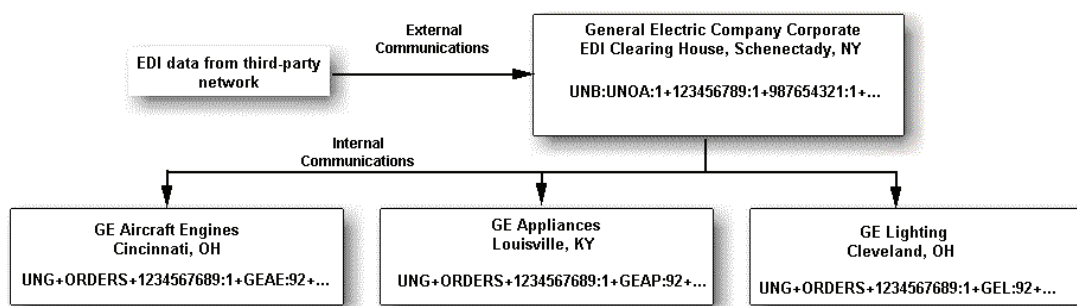 External
Communications
EDI data from third-party
network
General Electric Company Corporate
EDI Clearing House, Schenectady, NY
UNB:UNOA:1+123456789:1+987654321:1+...
Internal
Communications
GE Aircraft Engines
Cincinnati, OH
UNG+ORDERS+1234567689:1+GEAE:92+...
GE Appliances
Louisville, KY
UNG+ORDERS+1234567689:1+GEAP:92+...
GE Lighting
Cleveland, OH
UNG+ORDERS+1234567689:1+GEL:92+...